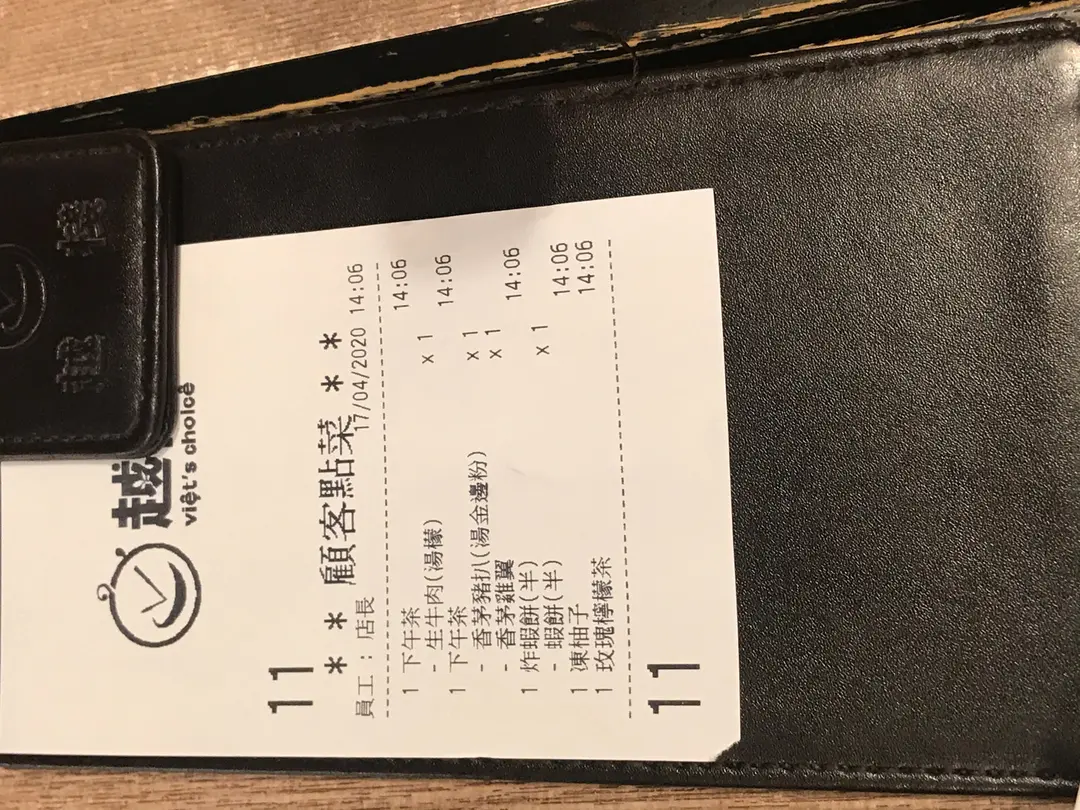 越
việt's choicê
11
* * 顧客點菜 * *
員工: 店長 17/04/2020 14:06
1 下午茶 14:06
- 生牛肉(湯檬) x 1
1 下午茶 14:06
- 香茅豬扒(湯金邊粉) x 1
- 香茅雞翼 x 1
1 炸蝦餅(半) 14:06
- 蝦餅(半) x 1
1 凍柚子 14:06
1 玫瑰檸檬茶 14:06
11